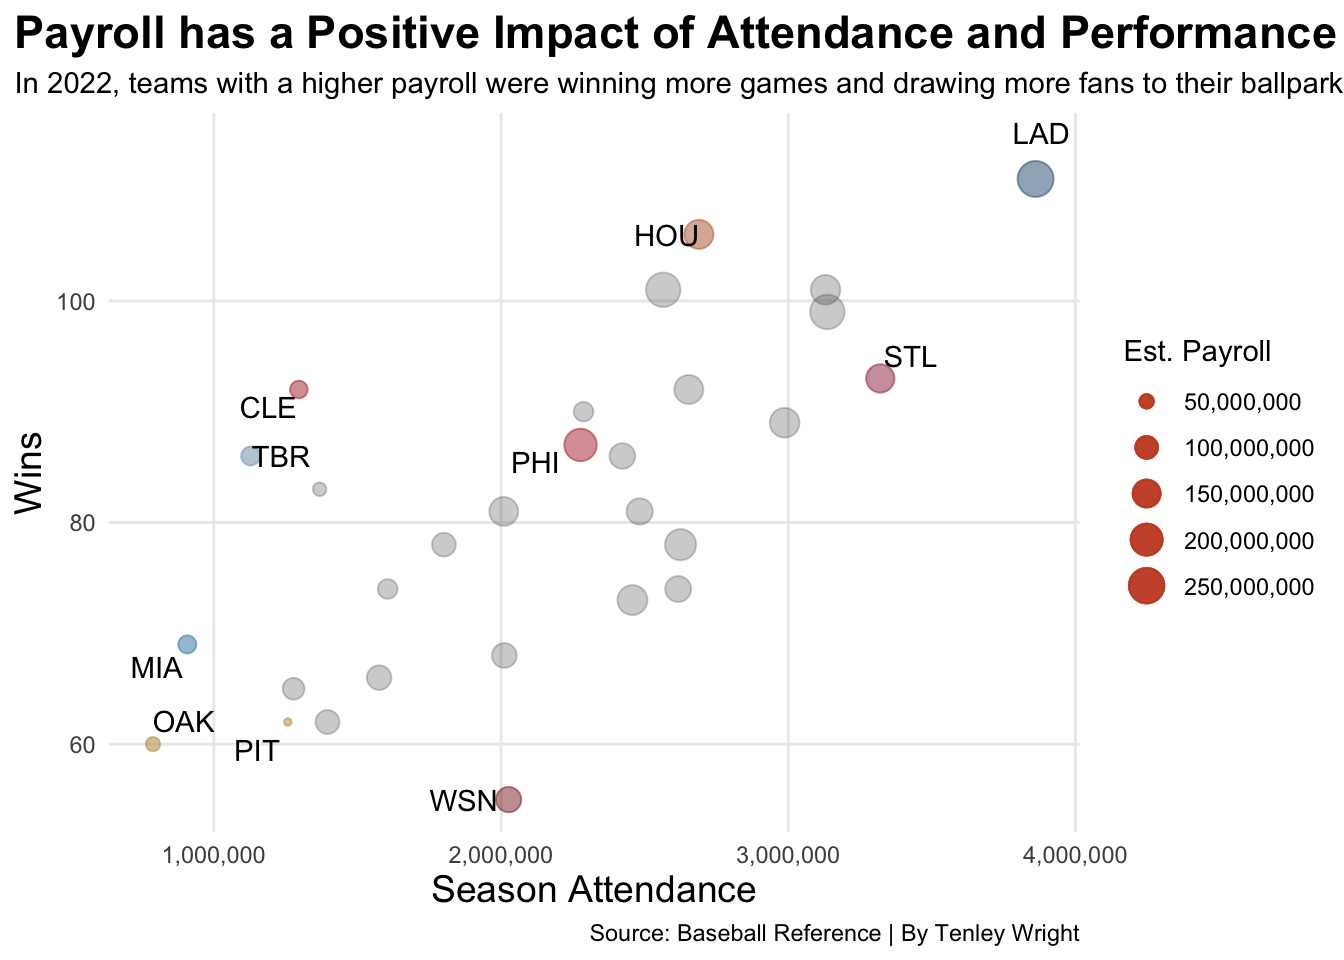 Payroll has a Positive Impact of Attendance and Performance
In 2022, teams with a higher payroll were winning more games and drawing more fans to their ballpark
LAD
HOU
100
STL
Est. Payroll
CLE
50,000,000
TBR
PHI
100,000,000
Wins
150,000,000
80
200,000,000
250,000,000
MIA
OAK
60
PIT
WSN
1,000,000
2,000,000
3,000,000
4,000,000
Season Attendance
Source: Baseball Reference | By Tenley Wright